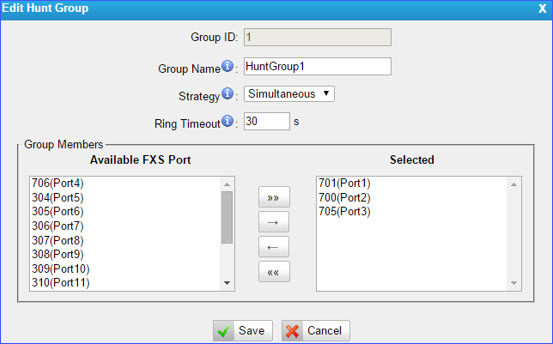 Edit Hunt Group X
Group ID: 1
Group Name i : HuntGroup1
Strategy i : Simultaneous ▼
Ring Timeout i : 30 s
Group Members
Available FXS Port Selected
706(Port4)
304(Port5)
305(Port6)
306(Port7)
307(Port8)
308(Port9)
309(Port10)
310(Port11)
»»
→
←
««
701(Port1)
700(Port2)
705(Port3)
Save Cancel